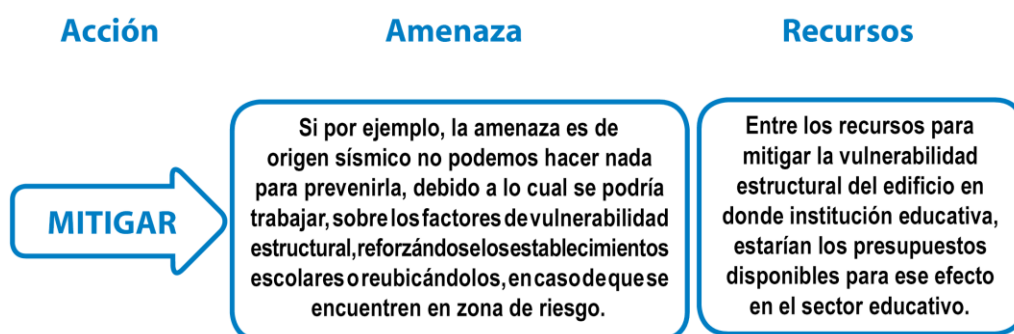 Acción
Amenaza
Recursos
MITIGAR
Si por ejemplo, la amenaza es de
origen sísmico no podemos hacer nada
para prevenirla, debido a lo cual se podría
trabajar, sobre los factores de vulnerabilidad
estructural, reforzándose los establecimientos
escolares o reubicándolos, en caso de que se
encuentren en zona de riesgo.
Entre los recursos para
mitigar la vulnerabilidad
estructural del edificio en
donde institución educativa,
estarían los presupuestos
disponibles para ese efecto
en el sector educativo.